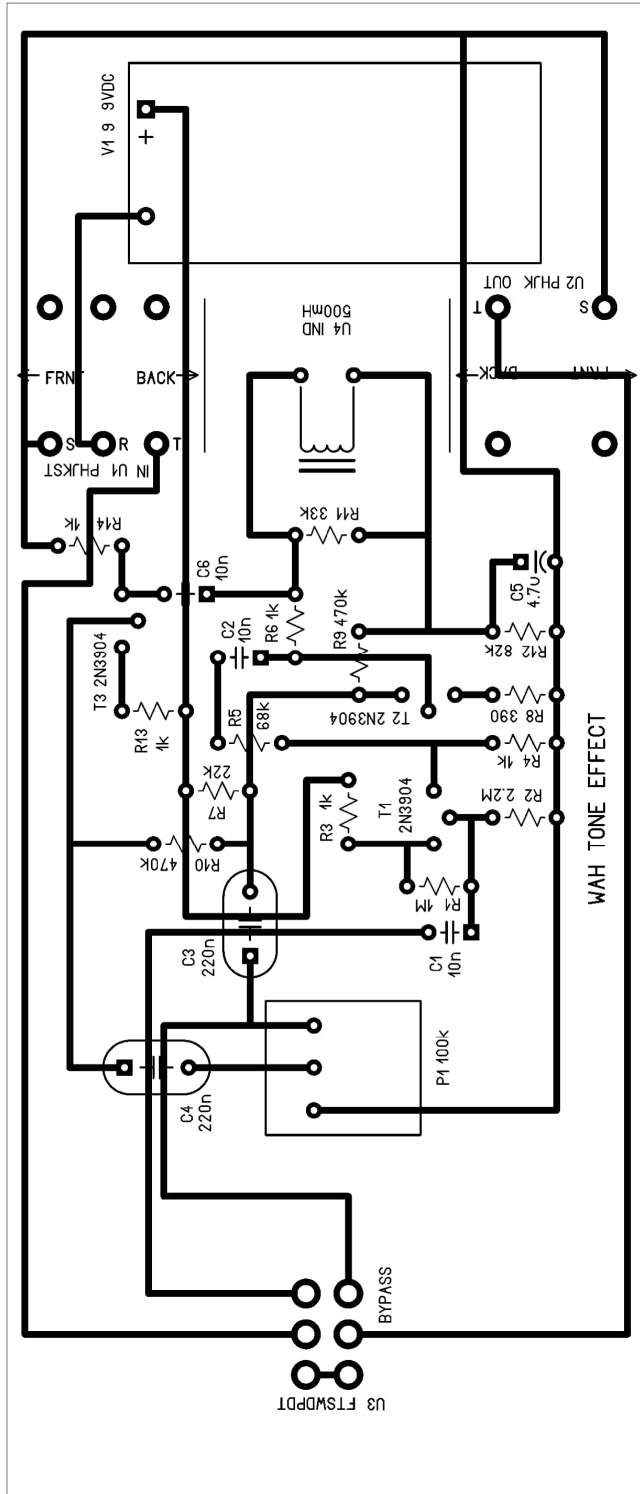 V1 9 9VDC
+
U2 PHJK OUT
T
S
U4 IND
500mH
FRNT
BACK
BACK
FRNT
S
R
T
IN U1 PHJKST
R14
1k
R11 33K
C6
10n
C5
4.7u
R6 1k
C2
10n
R9 470k
R12 82K
T3 2N3904
R13
1k
R5
68k
T2 2N3904
R8 390
R7
22K
R4 1K
R3 1k
T1
2N3904
R2 2.2M
R10
470K
R1
1M
C3
220n
C1
10n
WAH TONE EFFECT
C4
220n
P1 100k
BYPASS
U3 FTSWDPDT